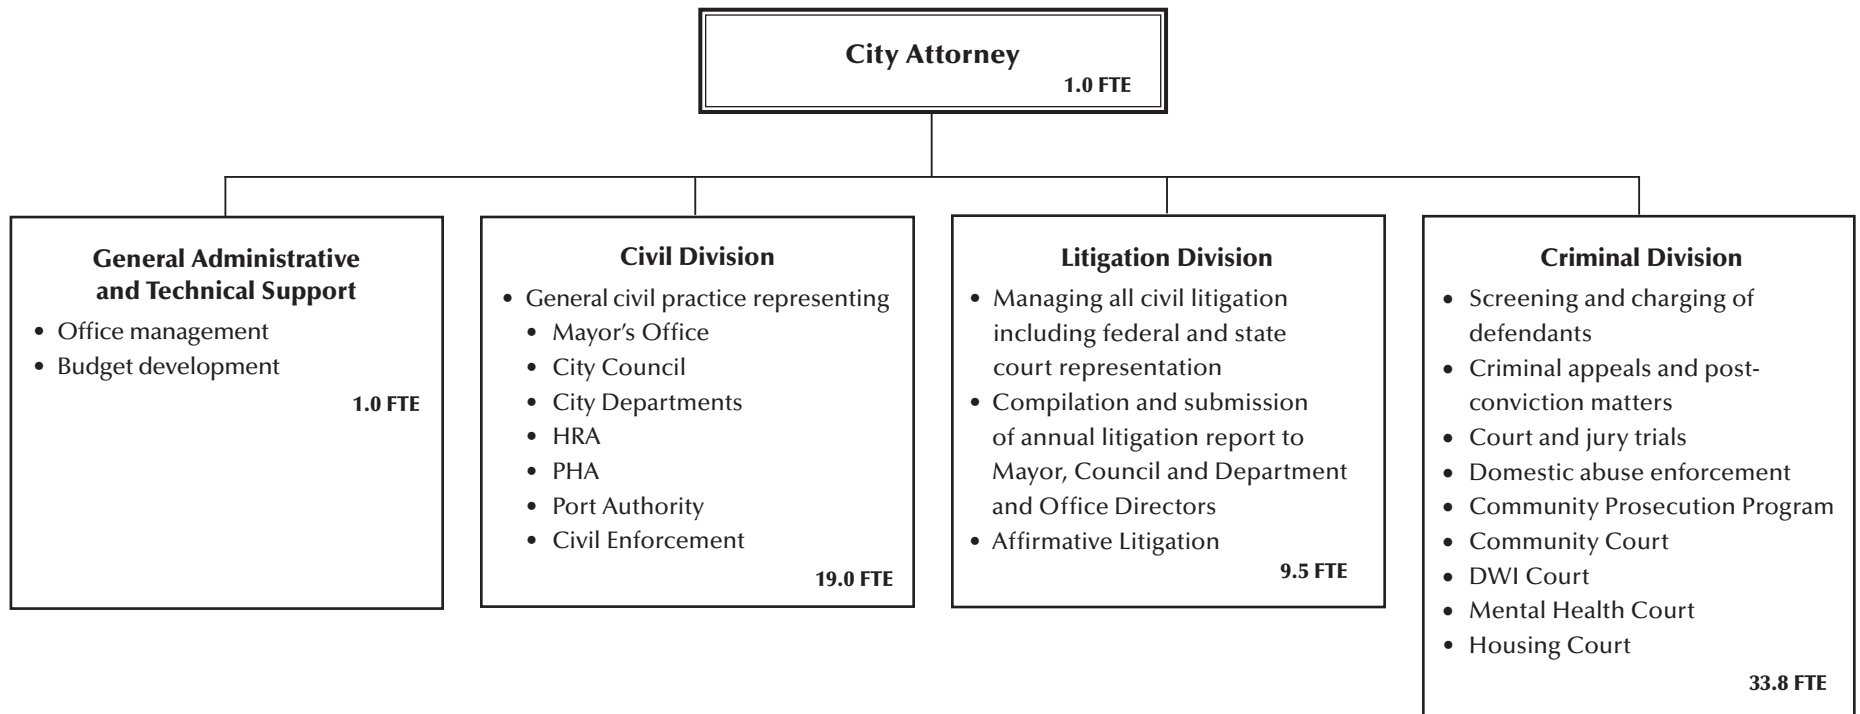 City Attorney
1.0 FTE
General Administrative
and Technical Support
• Office management
• Budget development
1.0 FTE
Civil Division
• General civil practice representing
• Mayor’s Office
• City Council
• City Departments
• HRA
• PHA
• Port Authority
• Civil Enforcement
19.0 FTE
Litigation Division
• Managing all civil litigation
including federal and state
court representation
• Compilation and submission
of annual litigation report to
Mayor, Council and Department
and Office Directors
• Affirmative Litigation
9.5 FTE
Criminal Division
• Screening and charging of
defendants
• Criminal appeals and post-
conviction matters
• Court and jury trials
• Domestic abuse enforcement
• Community Prosecution Program
• Community Court
• DWI Court
• Mental Health Court
• Housing Court
33.8 FTE